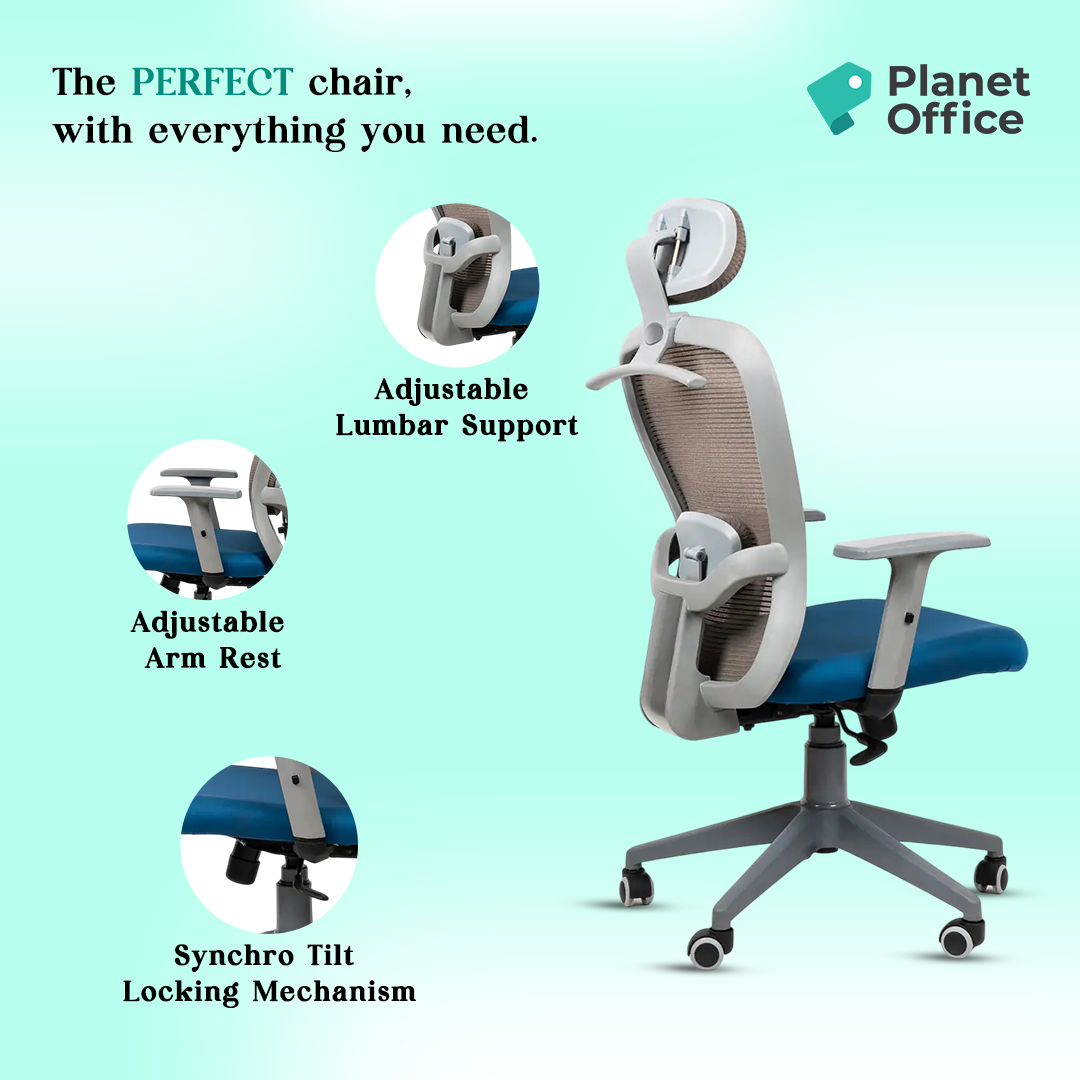 The PERFECT chair,
with everything you need.
Planet
Office
Adjustable
Lumbar Support
Adjustable
Arm Rest
Synchro Tilt
Locking Mechanism